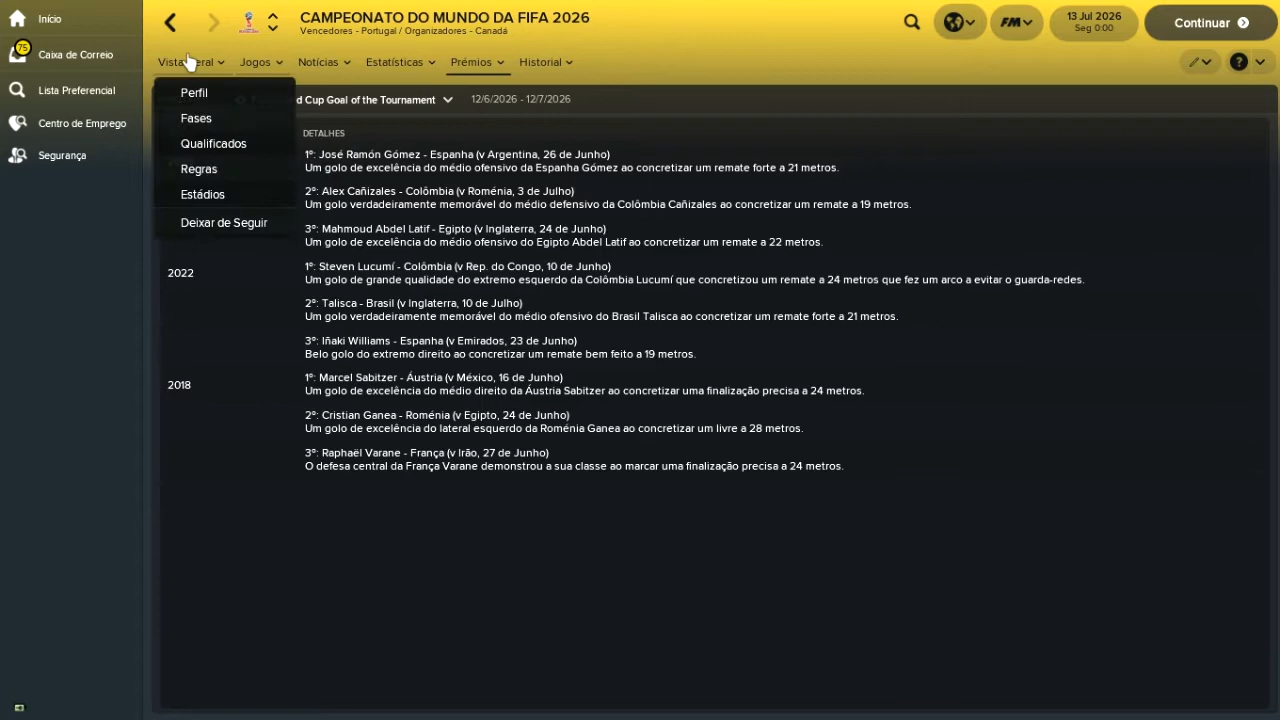 Início
Caixa de Correio
75
Lista Preferencial
Centro de Emprego
Segurança
CAMPEONATO DO MUNDO DA FIFA 2026
Vencedores - Portugal / Organizadores - Canadá
FM
13 Jul 2026
Seg 0:00
Continuar
Vista Geral
Jogos
Notícias
Estatísticas
Prémios
Historial
?
Perfil
Fases
Qualificados
Regras
Estádios
Deixar de Seguir
Cup Goal of the Tournament
12/6/2026 - 12/7/2026
DETALHES
1º: José Ramón Gómez - Espanha (v Argentina, 26 de Junho)
Um golo de excelência do médio ofensivo da Espanha Gómez ao concretizar um remate forte a 21 metros.
2º: Alex Cañizales - Colômbia (v Roménia, 3 de Julho)
Um golo verdadeiramente memorável do médio defensivo da Colômbia Cañizales ao concretizar um remate a 19 metros.
3º: Mahmoud Abdel Latif - Egipto (v Inglaterra, 24 de Junho)
Um golo de excelência do médio ofensivo do Egipto Abdel Latif ao concretizar um remate a 22 metros.
2022
1º: Steven Lucumí - Colômbia (v Rep. do Congo, 10 de Junho)
Um golo de grande qualidade do extremo esquerdo da Colômbia Lucumí que concretizou um remate a 24 metros que fez um arco a evitar o guarda-redes.
2º: Talisca - Brasil (v Inglaterra, 10 de Julho)
Um golo verdadeiramente memorável do médio ofensivo do Brasil Talisca ao concretizar um remate forte a 21 metros.
3º: Iñaki Williams - Espanha (v Emirados, 23 de Junho)
Belo golo do extremo direito ao concretizar um remate bem feito a 19 metros.
2018
1º: Marcel Sabitzer - Áustria (v México, 16 de Junho)
Um golo de excelência do médio direito da Áustria Sabitzer ao concretizar uma finalização precisa a 24 metros.
2º: Cristian Ganea - Roménia (v Egipto, 24 de Junho)
Um golo de excelência do lateral esquerdo da Roménia Ganea ao concretizar um livre a 28 metros.
3º: Raphaël Varane - França (v Irão, 27 de Junho)
O defesa central da França Varane demonstrou a sua classe ao marcar uma finalização precisa a 24 metros.